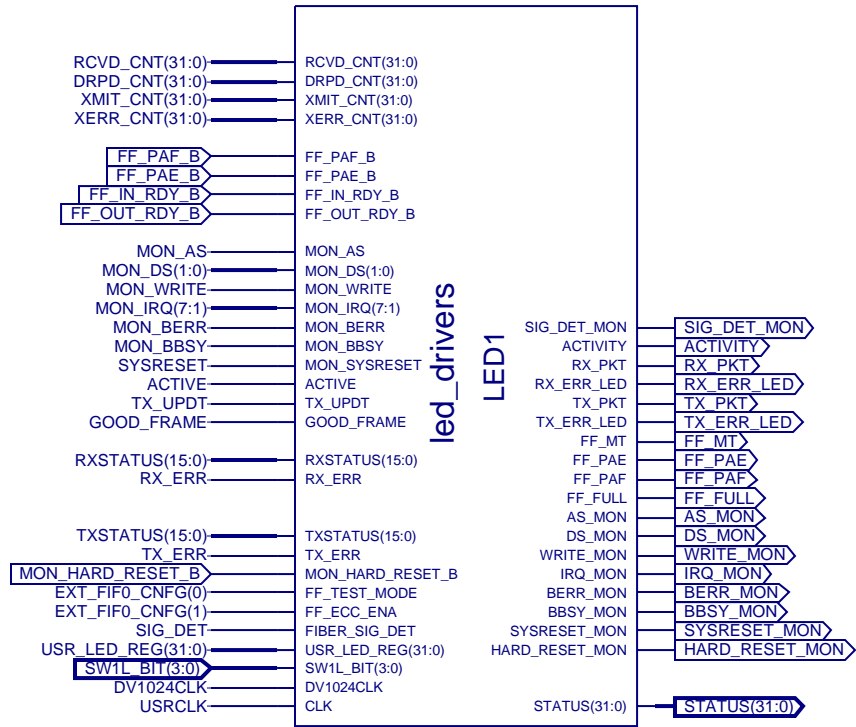 RCVD_CNT(31:0) RCVD_CNT(31:0)
DRPD_CNT(31:0) DRPD_CNT(31:0)
XMIT_CNT(31:0) XMIT_CNT(31:0)
XERR_CNT(31:0) XERR_CNT(31:0)
FF_PAF_B FF_PAF_B
FF_PAE_B FF_PAE_B
FF_IN_RDY_B FF_IN_RDY_B
FF_OUT_RDY_B FF_OUT_RDY_B
MON_AS MON_AS
MON_DS(1:0) MON_DS(1:0)
MON_WRITE MON_WRITE
MON_IRQ(7:1) MON_IRQ(7:1)
MON_BERR MON_BERR
MON_BBSY MON_BBSY
SYSRESET MON_SYSRESET
ACTIVE ACTIVE
TX_UPDT TX_UPDT
GOOD_FRAME GOOD_FRAME
RXSTATUS(15:0) RXSTATUS(15:0)
RX_ERR RX_ERR
TXSTATUS(15:0) TXSTATUS(15:0)
TX_ERR TX_ERR
MON_HARD_RESET_B MON_HARD_RESET_B
EXT_FIF0_CNFG(0) FF_TEST_MODE
EXT_FIF0_CNFG(1) FF_ECC_ENA
SIG_DET FIBER_SIG_DET
USR_LED_REG(31:0) USR_LED_REG(31:0)
SW1L_BIT(3:0) SW1L_BIT(3:0)
DV1024CLK DV1024CLK
USRCLK CLK
led_drivers
LED1
SIG_DET_MON SIG_DET_MON
ACTIVITY ACTIVITY
RX_PKT RX_PKT
RX_ERR_LED RX_ERR_LED
TX_PKT TX_PKT
TX_ERR_LED TX_ERR_LED
FF_MT FF_MT
FF_PAE FF_PAE
FF_PAF FF_PAF
FF_FULL FF_FULL
AS_MON AS_MON
DS_MON DS_MON
WRITE_MON WRITE_MON
IRQ_MON IRQ_MON
BERR_MON BERR_MON
BBSY_MON BBSY_MON
SYSRESET_MON SYSRESET_MON
HARD_RESET_MON HARD_RESET_MON
STATUS(31:0) STATUS(31:0)